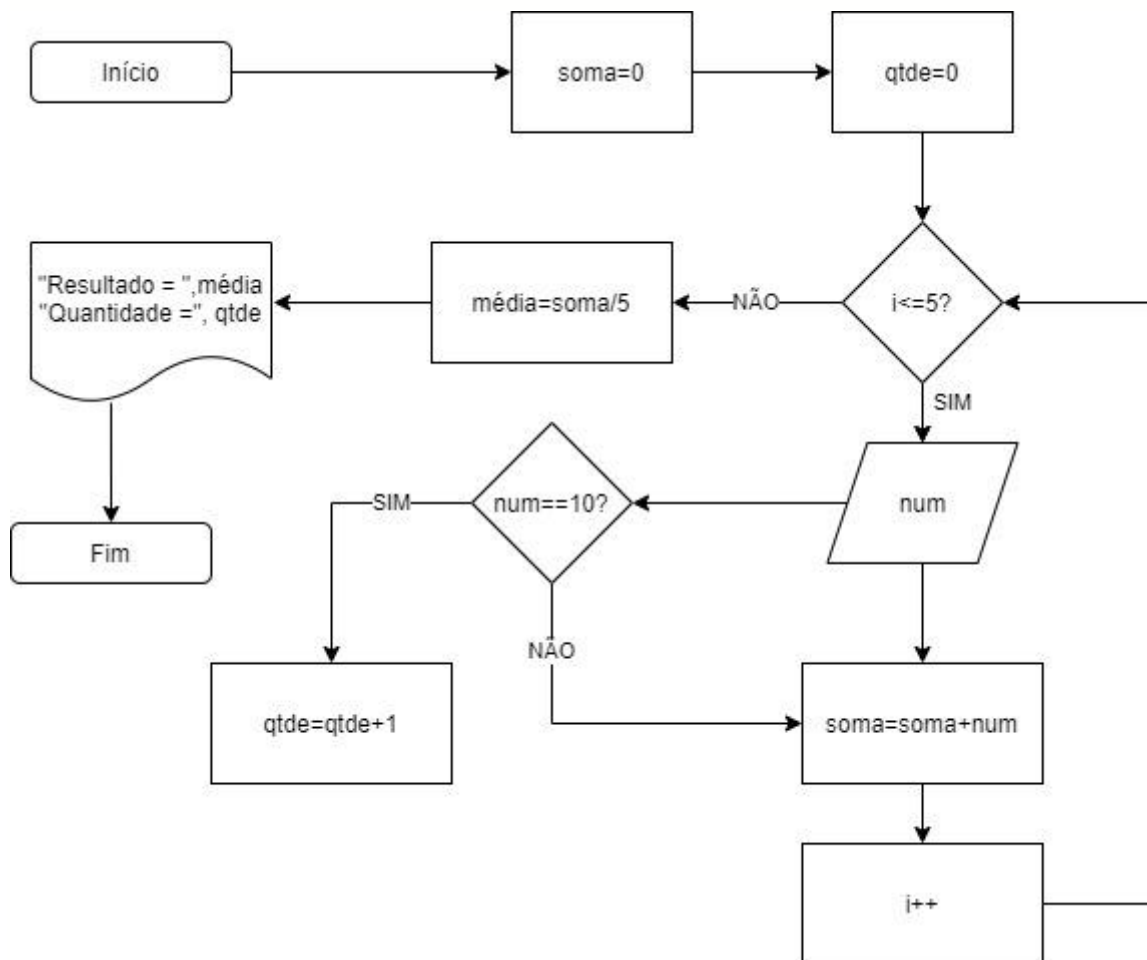 Início
soma=0
qtde=0
i<=5?
NÃO
média=soma/5
"Resultado = ",média
"Quantidade =", qtde
Fim
SIM
num
num==10?
SIM
qtde=qtde+1
NÃO
soma=soma+num
i++